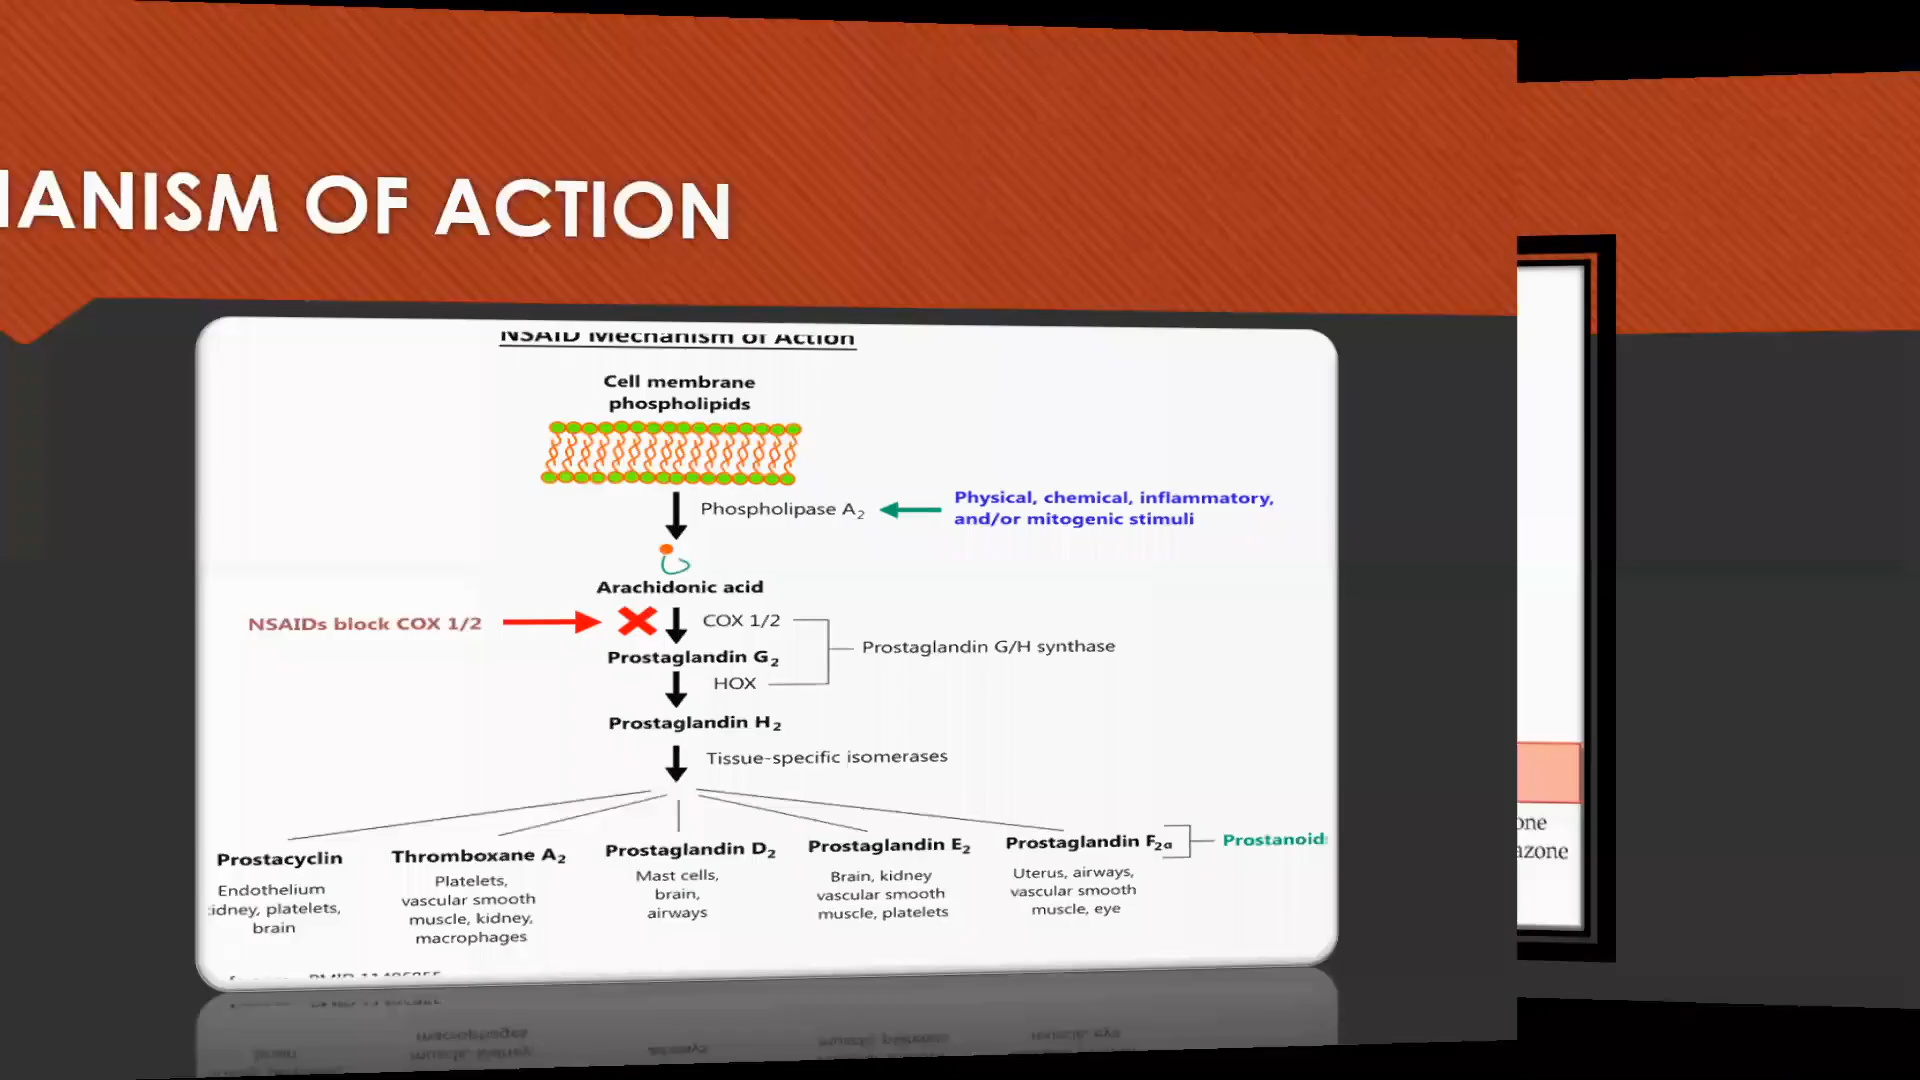 HANISM OF ACTION
NSAID Mechanism of Action
Cell membrane
phospholipids
Phospholipase A2
Physical, chemical, inflammatory,
and/or mitogenic stimuli
Arachidonic acid
NSAIDs block COX 1/2
COX 1/2
Prostaglandin G2
Prostaglandin G/H synthase
HOX
Prostaglandin H2
Tissue-specific isomerases
Prostacyclin
Endothelium
kidney, platelets,
brain
Thromboxane A2
Platelets,
vascular smooth
muscle, kidney,
macrophages
Prostaglandin D2
Mast cells,
brain,
airways
Prostaglandin E2
Brain, kidney
vascular smooth
muscle, platelets
Prostaglandin F2α
Uterus, airways,
vascular smooth
muscle, eye
Prostanoid
one
azone